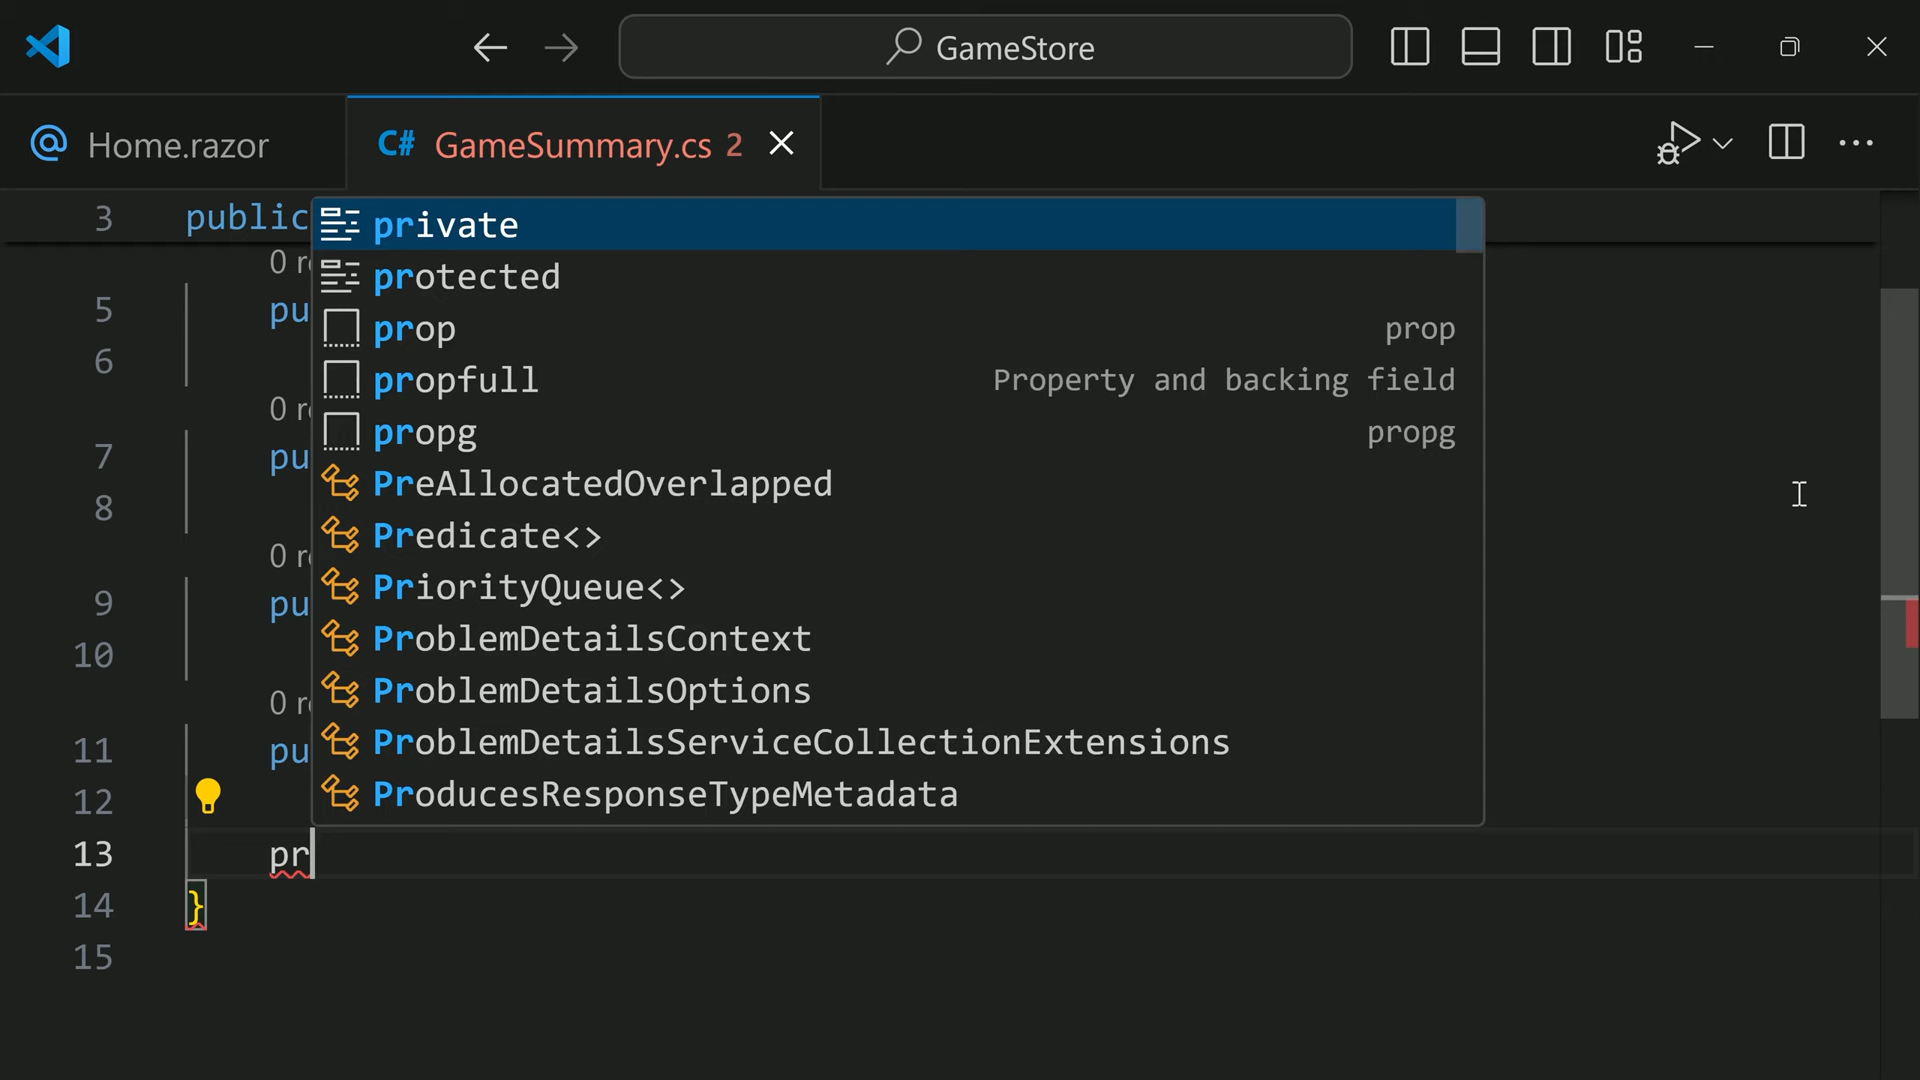 GameStore
@ Home.razor
C# GameSummary.cs 2
3 public
private
0 r
protected
5 pu
prop prop
6
propfull Property and backing field
0 r
propg propg
7 pu
PreAllocatedOverlapped
8
Predicate<>
0 r
PriorityQueue<>
9 pu
ProblemDetailsContext
10
ProblemDetailsOptions
0 r
ProblemDetailsServiceCollectionExtensions
11 pu
ProducesResponseTypeMetadata
12
13 pr
14 }
15